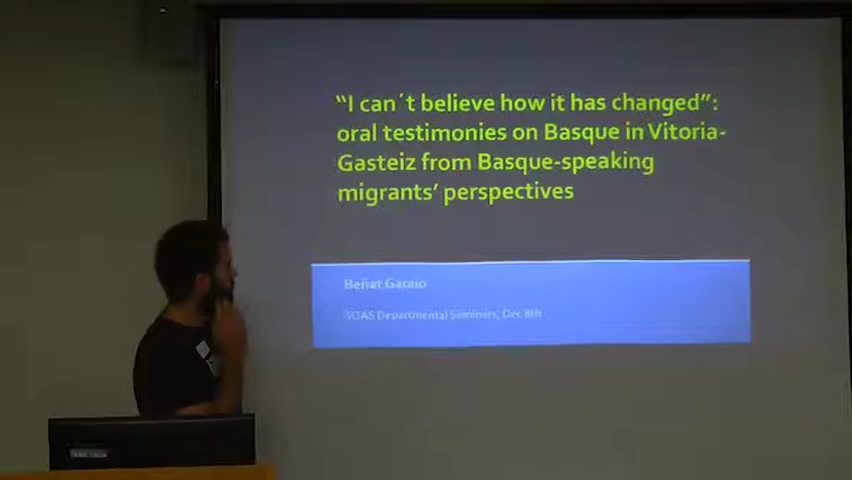 “I can´t believe how it has changed”:
oral testimonies on Basque in Vitoria-
Gasteiz from Basque-speaking
migrants’ perspectives
Beñat Garaio
SOAS Departmental Seminers, Dec 8th